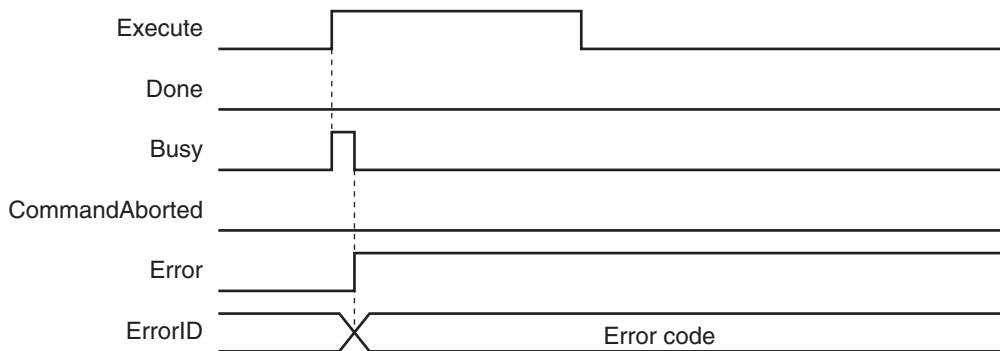 Execute
Done
Busy
CommandAborted
Error
ErrorID
Error code